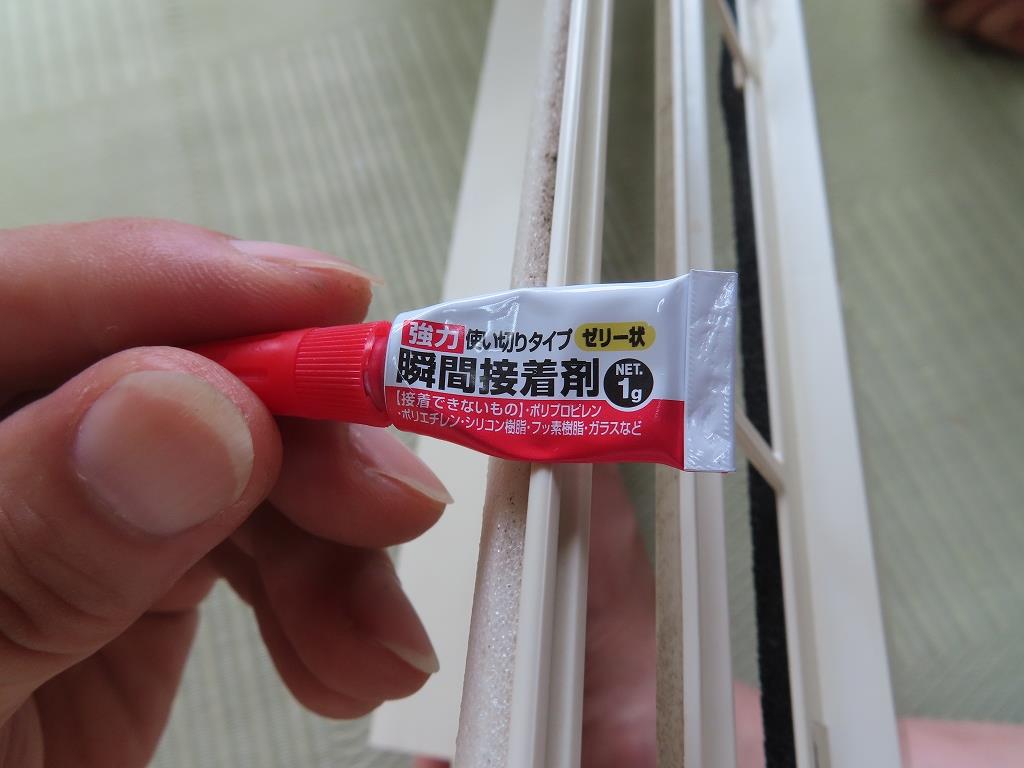 強力 使い切りタイプ ゼリー状
瞬間接着剤 NET. 1g
【接着できないもの】・ポリプロピレン
・ポリエチレン・シリコン樹脂・フッ素樹脂・ガラスなど